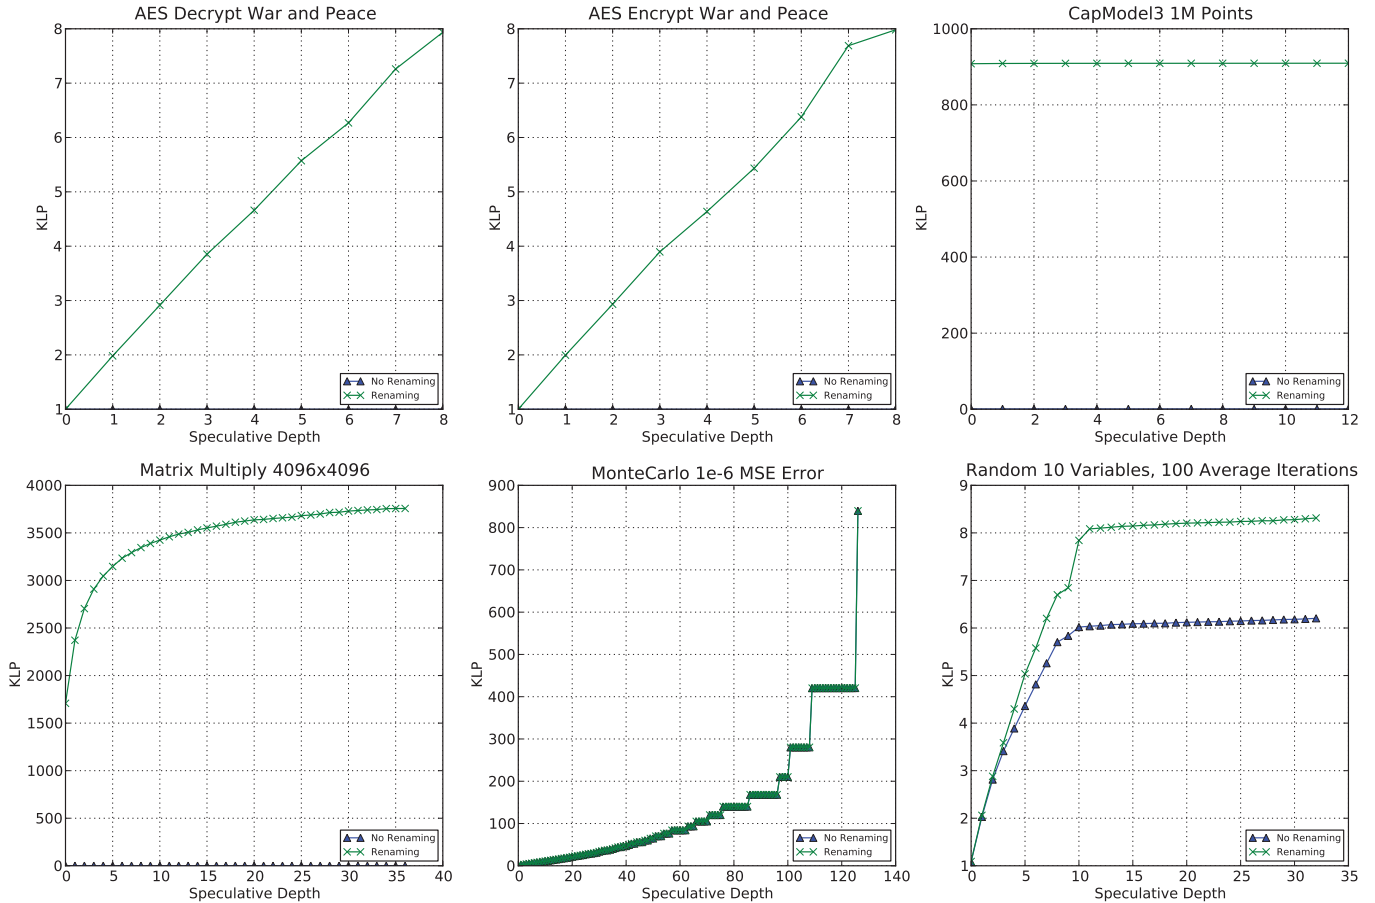 AES Decrypt War and Peace
8
7
6
5
4
3
2
1
KLP
0 1 2 3 4 5 6 7 8
Speculative Depth
No Renaming
Renaming
AES Encrypt War and Peace
8
7
6
5
4
3
2
1
KLP
0 1 2 3 4 5 6 7 8
Speculative Depth
No Renaming
Renaming
CapModel3 1M Points
1000
800
600
400
200
0
KLP
0 2 4 6 8 10 12
Speculative Depth
No Renaming
Renaming
Matrix Multiply 4096x4096
4000
3500
3000
2500
2000
1500
1000
500
0
KLP
0 5 10 15 20 25 30 35 40
Speculative Depth
No Renaming
Renaming
MonteCarlo 1e-6 MSE Error
900
800
700
600
500
400
300
200
100
0
KLP
0 20 40 60 80 100 120 140
Speculative Depth
No Renaming
Renaming
Random 10 Variables, 100 Average Iterations
9
8
7
6
5
4
3
2
1
KLP
0 5 10 15 20 25 30 35
Speculative Depth
No Renaming
Renaming